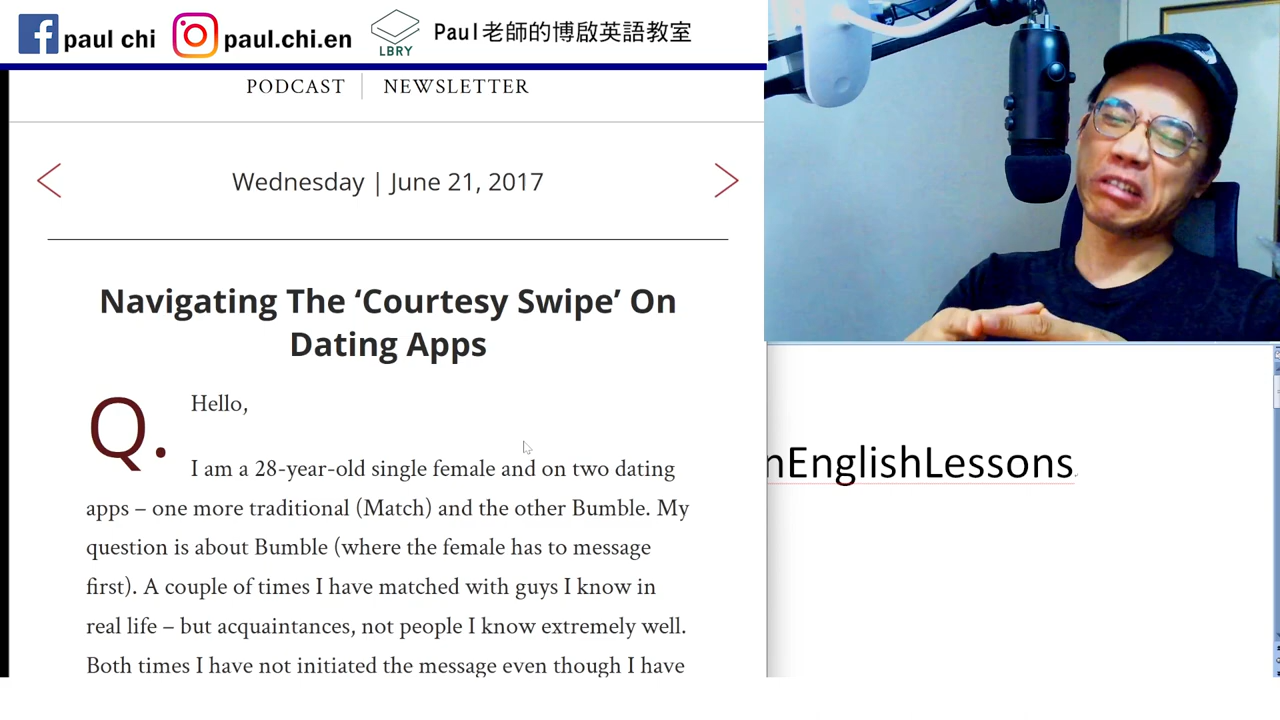 paul chi
paul.chi.en
LBRY
Paul老師的博啟英語教室
PODCAST | NEWSLETTER
Wednesday | June 21, 2017
Navigating The ‘Courtesy Swipe’ On
Dating Apps
Q. Hello,
I am a 28-year-old single female and on two dating
apps – one more traditional (Match) and the other Bumble. My
question is about Bumble (where the female has to message
first). A couple of times I have matched with guys I know in
real life – but acquaintances, not people I know extremely well.
Both times I have not initiated the message even though I have
nEnglishLessons